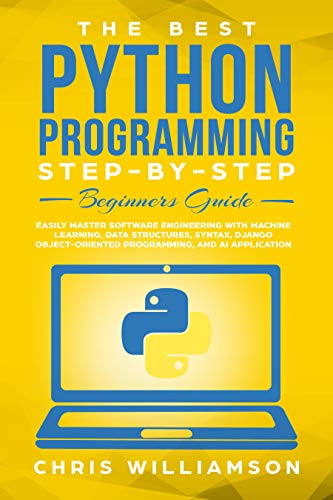 THE BEST
PYTHON
PROGRAMMING
STEP-BY-STEP
Beginners Guide
EASILY MASTER SOFTWARE ENGINEERING WITH MACHINE
LEARNING, DATA STRUCTURES, SYNTAX, DJANGO
OBJECT-ORIENTED PROGRAMMING, AND AI APPLICATION
CHRIS WILLIAMSON